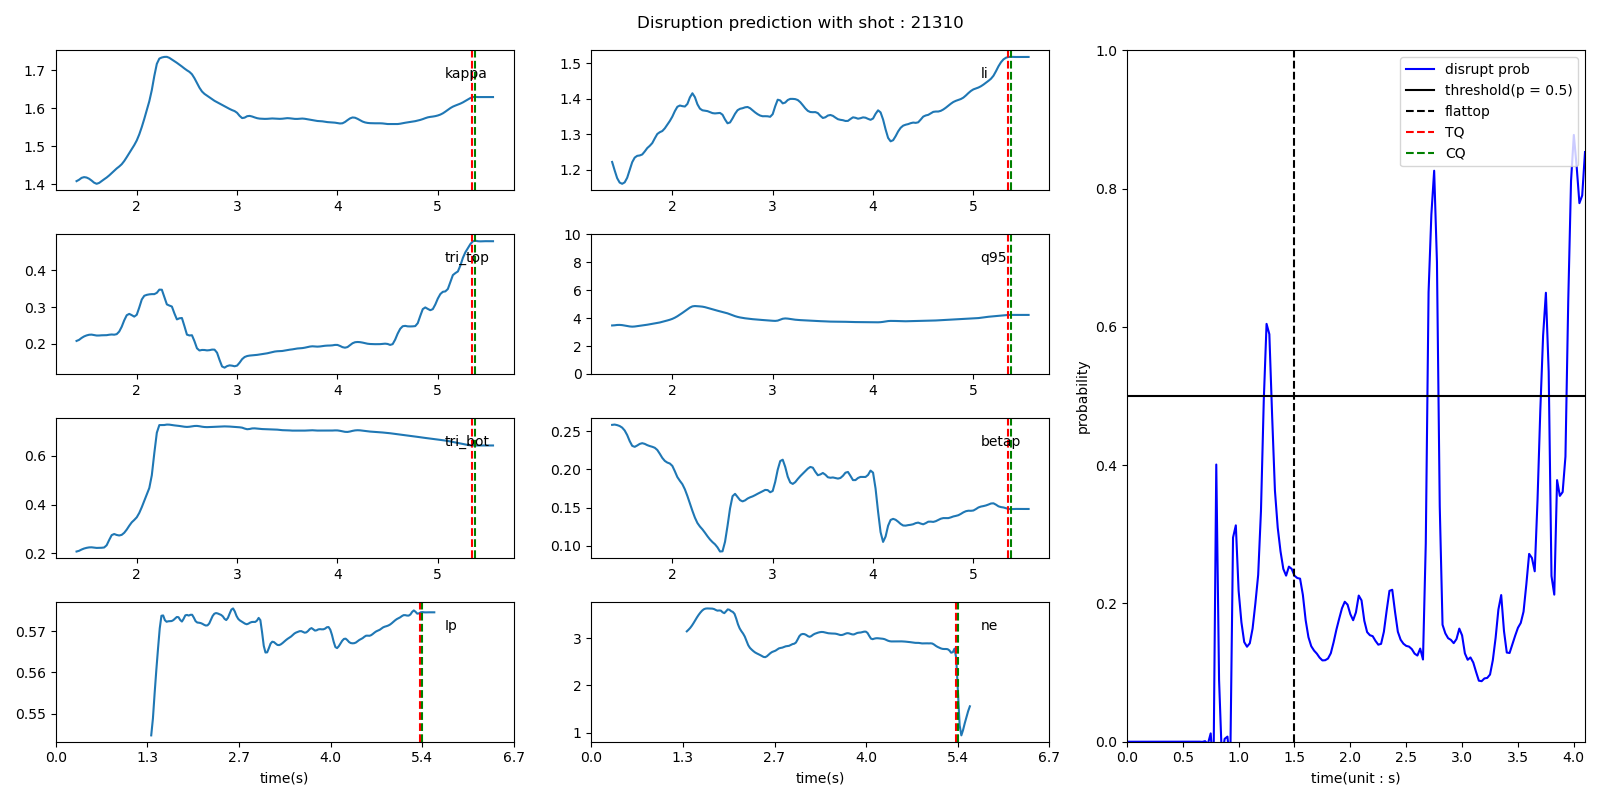 Disruption prediction with shot : 21310
kappa
1.7
1.6
1.5
1.4
2 3 4 5
li
1.5
1.4
1.3
1.2
2 3 4 5
tri_top
0.4
0.3
0.2
2 3 4 5
q95
10
8
6
4
2
0
2 3 4 5
tri_bot
0.6
0.4
0.2
2 3 4 5
betap
0.25
0.20
0.15
0.10
2 3 4 5
Ip
0.57
0.56
0.55
0.0 1.3 2.7 4.0 5.4 6.7
time(s)
ne
3
2
1
0.0 1.3 2.7 4.0 5.4 6.7
time(s)
disrupt prob
threshold(p = 0.5)
flattop
TQ
CQ
probability
1.0
0.8
0.6
0.4
0.2
0.0
0.0 0.5 1.0 1.5 2.0 2.5 3.0 3.5 4.0
time(unit : s)